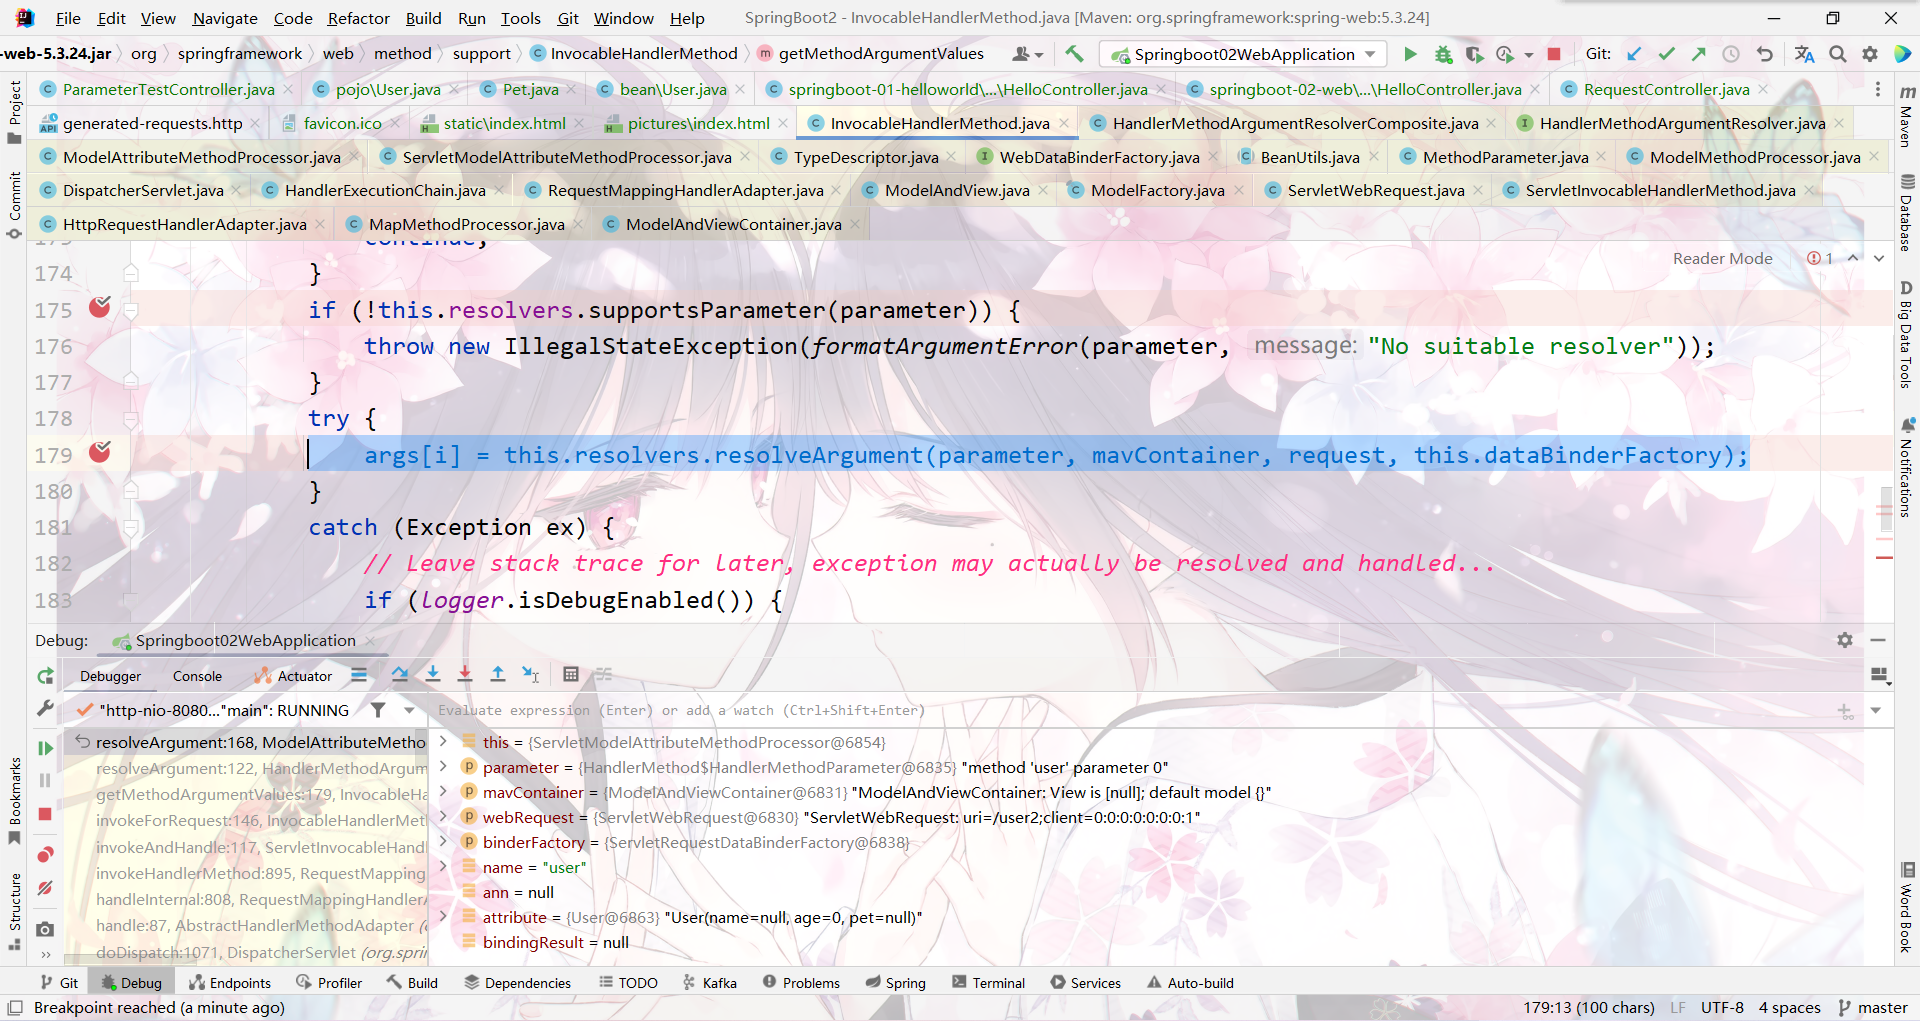 File Edit View Navigate Code Refactor Build Run Tools Git Window Help SpringBoot2 - InvocableHandlerMethod.java [Maven: org.springframework:spring-web:5.3.24]
-web-5.3.24.jar org springframework web method support InvocableHandlerMethod getMethodArgumentValues Springboot02WebApplication Git:
ParameterTestController.java pojo\User.java Pet.java bean\User.java springboot-01-helloworld\...\HelloController.java springboot-02-web\...\HelloController.java RequestController.java
generated-requests.http favicon.ico static\index.html pictures\index.html InvocableHandlerMethod.java HandlerMethodArgumentResolverComposite.java HandlerMethodArgumentResolver.java
ModelAttributeMethodProcessor.java ServletModelAttributeMethodProcessor.java TypeDescriptor.java WebDataBinderFactory.java BeanUtils.java MethodParameter.java ModelMethodProcessor.java
DispatcherServlet.java HandlerExecutionChain.java RequestMappingHandlerAdapter.java ModelAndView.java ModelFactory.java ServletWebRequest.java ServletInvocableHandlerMethod.java
HttpRequestHandlerAdapter.java MapMethodProcessor.java ModelAndViewContainer.java
Project
Commit
Bookmarks
Structure
Maven
Database
Big Data Tools
Notifications
Word Book
173 continue;
Reader Mode 1
174 }
175 if (!this.resolvers.supportsParameter(parameter)) {
176 throw new IllegalStateException(formatArgumentError(parameter, message: "No suitable resolver"));
177 }
178 try {
179 args[i] = this.resolvers.resolveArgument(parameter, mavContainer, request, this.dataBinderFactory);
180 }
181 catch (Exception ex) {
182 // Leave stack trace for later, exception may actually be resolved and handled...
183 if (logger.isDebugEnabled()) {
Debug: Springboot02WebApplication
Debugger Console Actuator
"http-nio-8080..."main": RUNNING
Evaluate expression (Enter) or add a watch (Ctrl+Shift+Enter)
resolveArgument:168, ModelAttributeMetho
resolveArgument:122, HandlerMethodArgum
getMethodArgumentValues:179, InvocableHa
invokeForRequest:146, InvocableHandlerMet
invokeAndHandle:117, ServletInvocableHandl
invokeHandlerMethod:895, RequestMapping
handleInternal:808, RequestMappingHandlerA
handle:87, AbstractHandlerMethodAdapter (
doDispatch:1071, DispatcherServlet (org.spri
this = {ServletModelAttributeMethodProcessor@6854}
parameter = {HandlerMethod$HandlerMethodParameter@6835} "method 'user' parameter 0"
mavContainer = {ModelAndViewContainer@6831} "ModelAndViewContainer: View is [null]; default model {}"
webRequest = {ServletWebRequest@6830} "ServletWebRequest: uri=/user2;client=0:0:0:0:0:0:0:1"
binderFactory = {ServletRequestDataBinderFactory@6838}
name = "user"
ann = null
attribute = {User@6863} "User(name=null, age=0, pet=null)"
bindingResult = null
Git Debug Endpoints Profiler Build Dependencies TODO Kafka Problems Spring Terminal Services Auto-build
Breakpoint reached (a minute ago) 179:13 (100 chars) LF UTF-8 4 spaces master